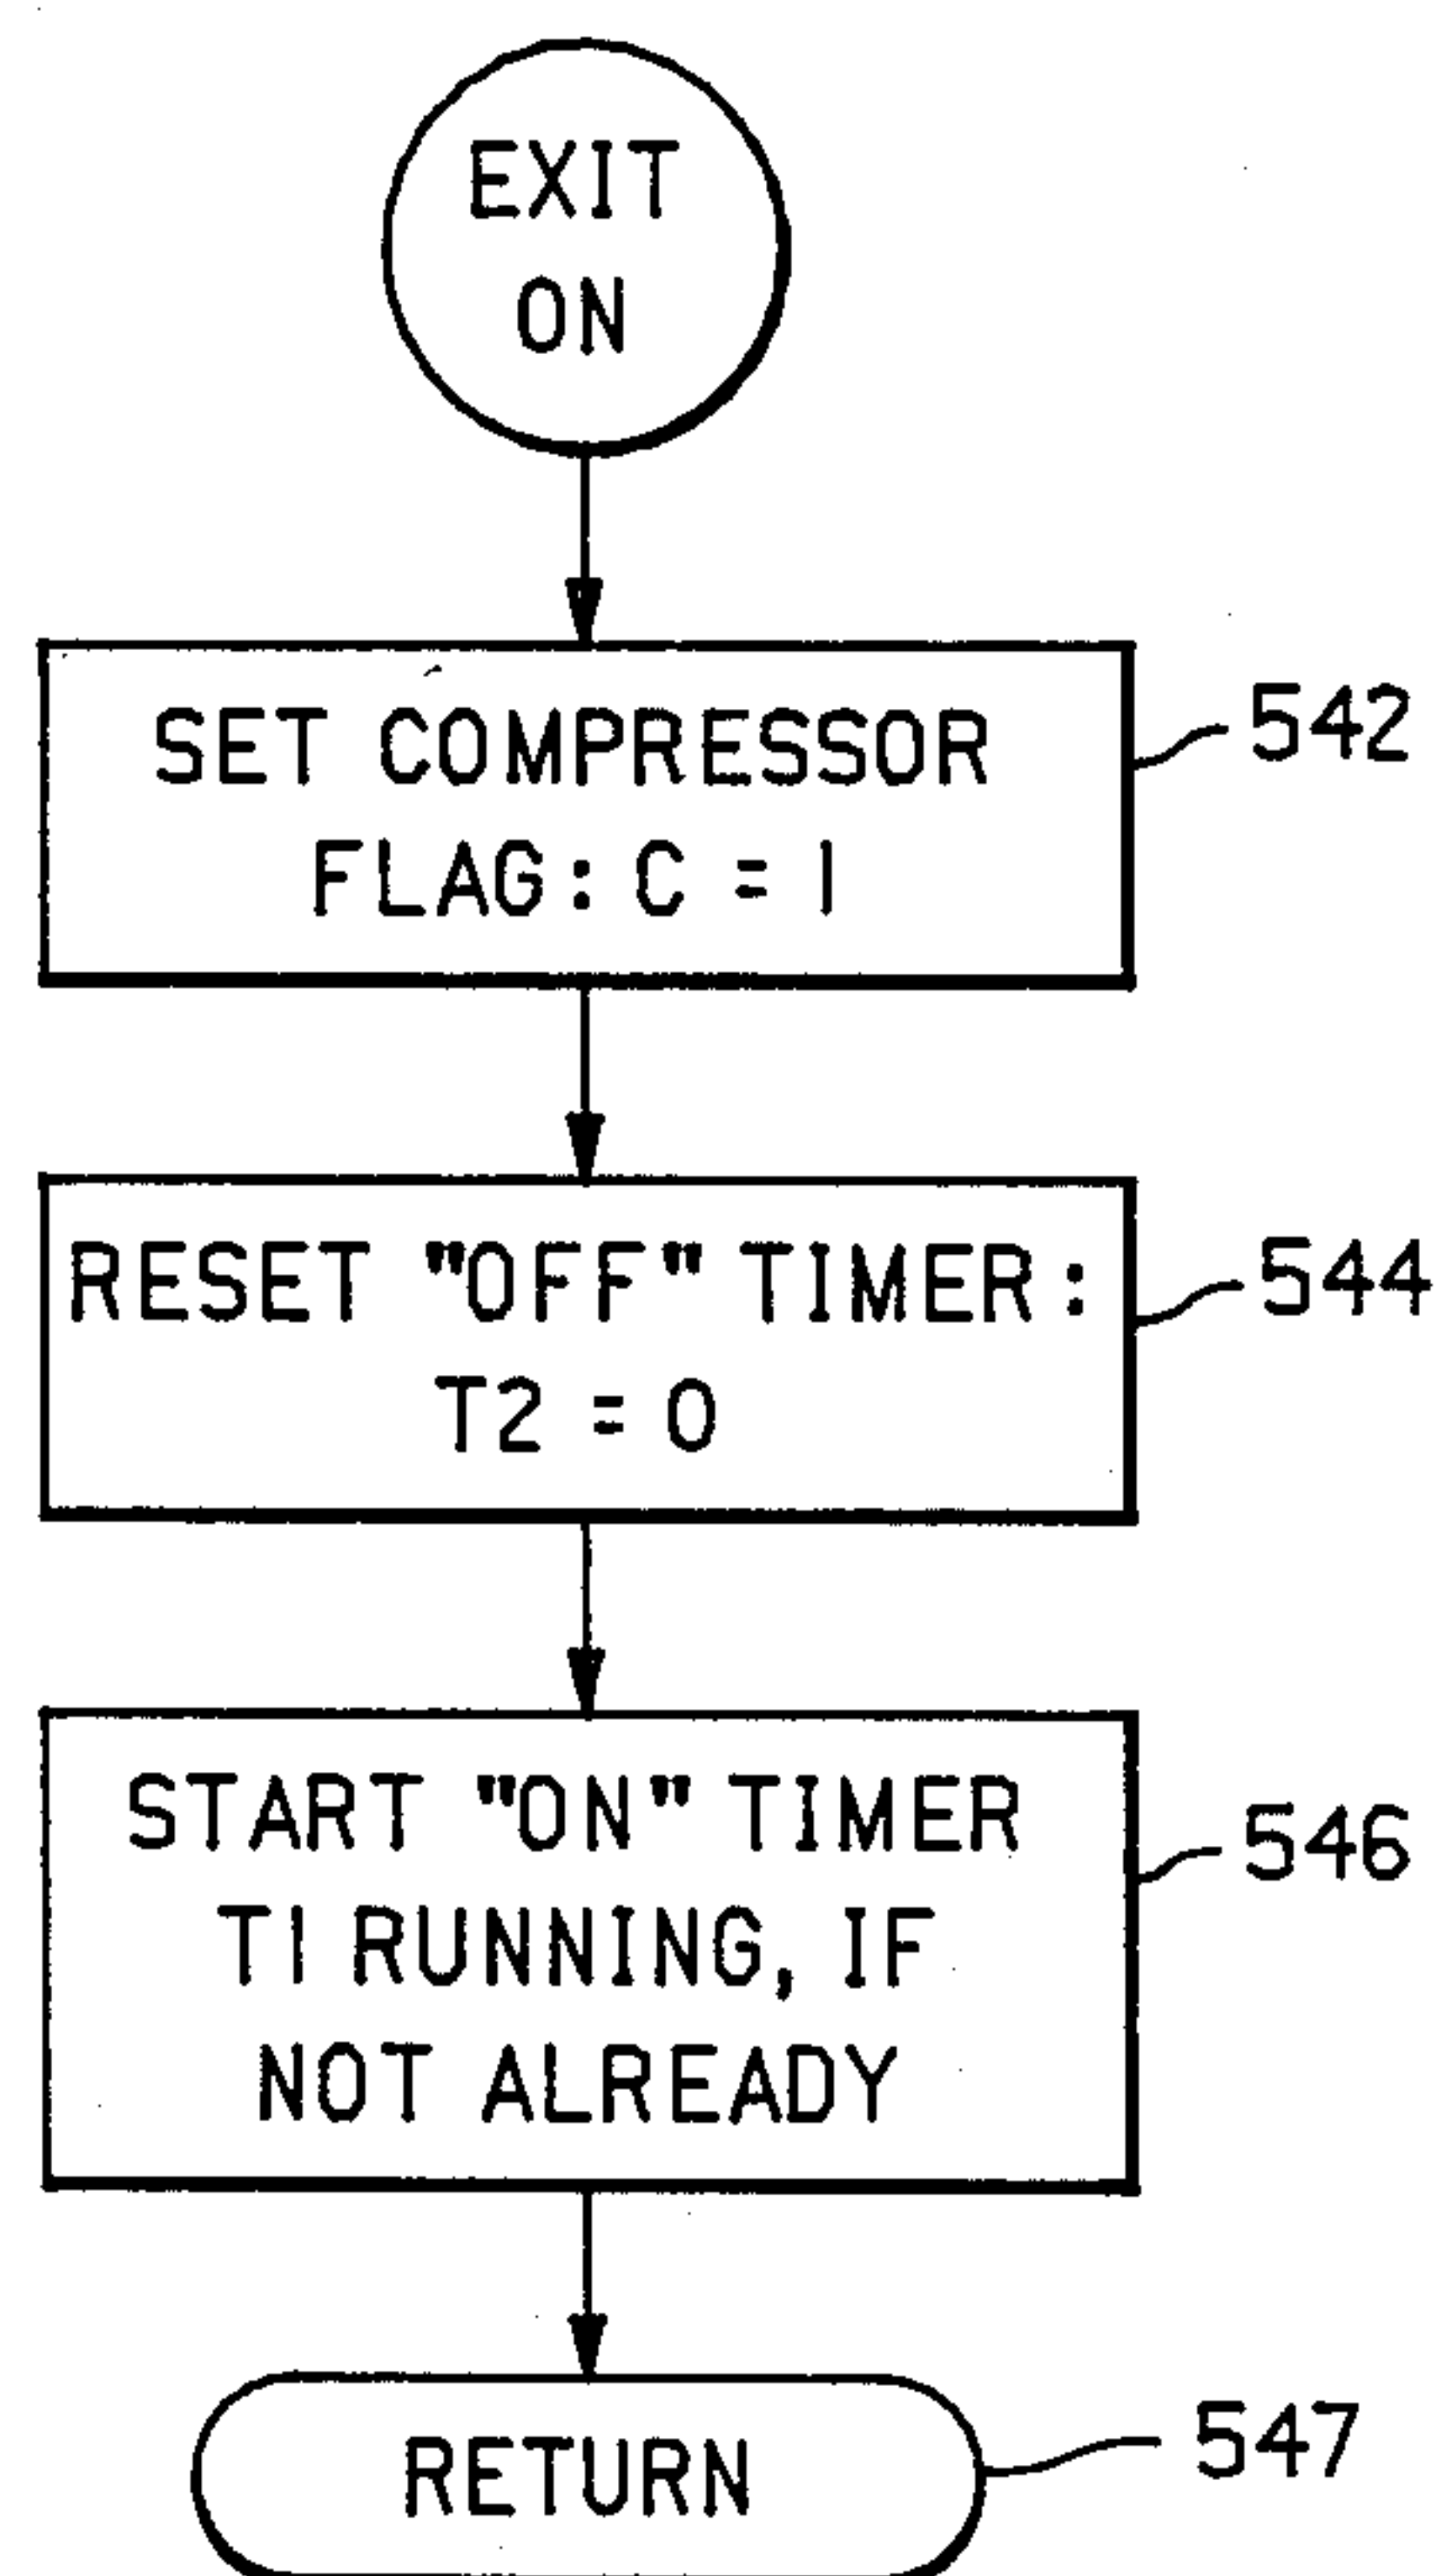 EXIT
ON
SET COMPRESSOR
FLAG: C = 1
542
RESET "OFF" TIMER:
T2 = 0
544
START "ON" TIMER
T1 RUNNING, IF
NOT ALREADY
546
RETURN
547